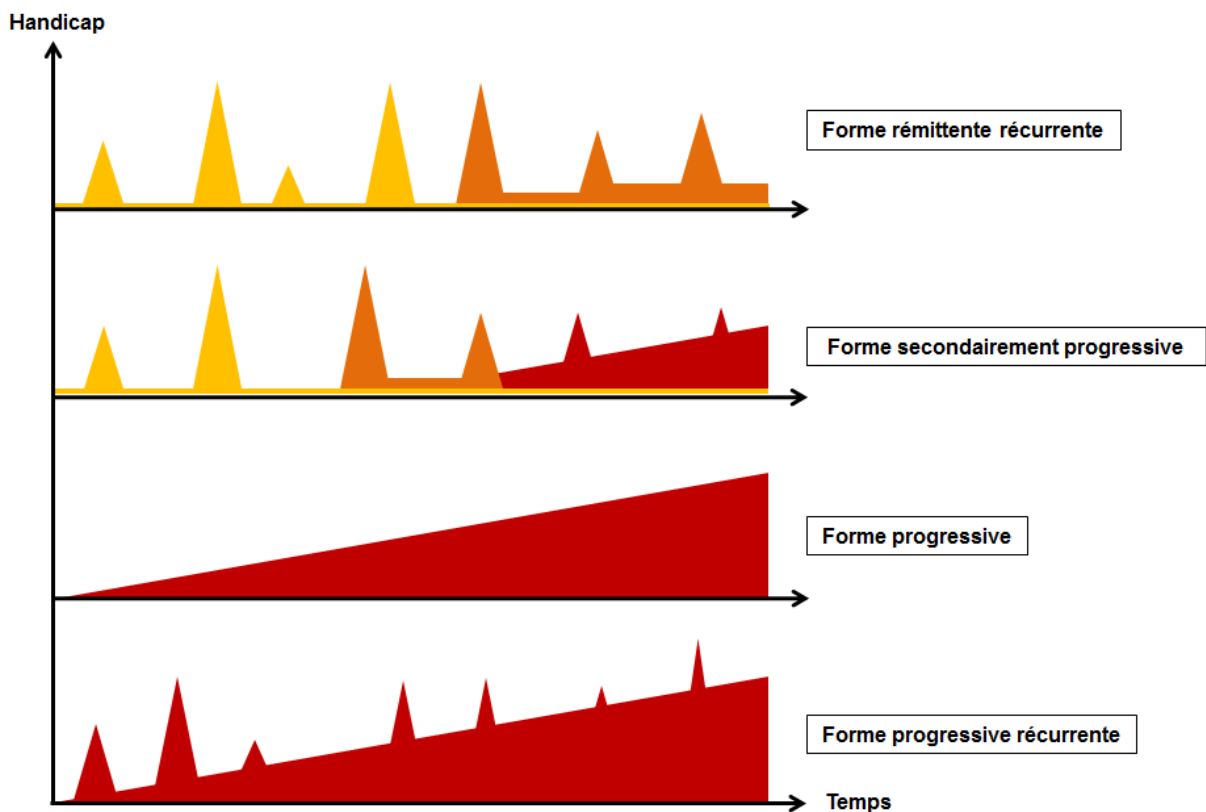 Handicap
Forme rémittente récurrente
Forme secondairement progressive
Forme progressive
Forme progressive récurrente
Temps